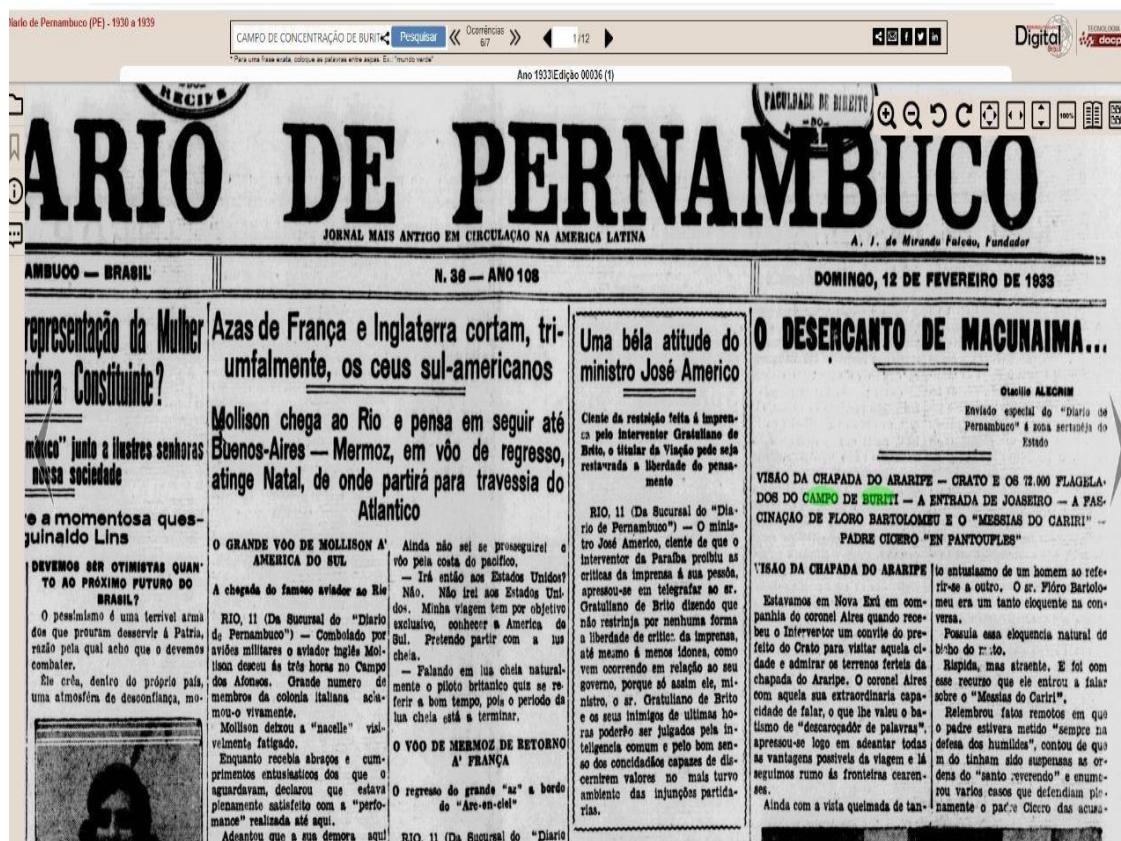 Diario de Pernambuco (PE) - 1930 a 1939
CAMPO DE CONCENTRAÇÃO DE BURIT
Pesquisar
Ocorrências
6/7
1/12
* Para uma frase exata, coloque as palavras entre aspas. Ex.: "mundo verde"
Digital
TECNOLOGIA
docp
Ano 1933\Edição 00036 (1)
RECIFE
FACULDADE DE DIREITO
100%
ARIO DE PERNAMBUCO
JORNAL MAIS ANTIGO EM CIRCULAÇÃO NA AMERICA LATINA
A. J. de Miranda Falcão, Fundador
AMBUCO — BRASIL
N. 36 — ANO 108
DOMINGO, 12 DE FEVEREIRO DE 1933
representação da Mulher
utura Constituinte?
junto a ilustres senhoras
nossa sociedade
e a momentosa ques-
guinaldo Lins
DEVEMOS SER OTIMISTAS QUAN-
TO AO PRÓXIMO FUTURO DO
BRASIL?
O pessimismo é uma terrivel arma
dos que prouram desservir á Patria,
razão pela qual acho que o devemos
combater.
Ele crêa, dentro do próprio país,
uma atmosféra de desconfiança, mo-
Azas de França e Inglaterra cortam, tri-
umfalmente, os ceus sul-americanos
Mollison chega ao Rio e pensa em seguir até
Buenos-Aires — Mermoz, em vôo de regresso,
atinge Natal, de onde partirá para travessia do
Atlantico
O GRANDE VÔO DE MOLLISON A'
AMERICA DO SUL
A chegada do famoso aviador ao Rio
RIO, 11 (Da Sucursal do "Diario
de Pernambuco") — Comboiado por
aviões militares o aviador inglês Mol-
lison desceu ás três horas no Campo
dos Afonsos. Grande numero de
membros da colonia italiana acla-
mou-o vivamente.
Mollison deixou a "nacelle" visi-
velmente fatigado.
Enquanto recebia abraços e cum-
primentos entusiasticos dos que o
aguardavam, declarou que estava
plenamente satisfeito com a "perfo-
mance" realizada até aqui.
Adeantou que a sua demora aqui
Ainda não sei se prosseguirei o
vôo pela costa do pacifico.
— Irá então aos Estados Unidos?
Não. Não irei aos Estados Uni-
dos. Minha viagem tem por objetivo
exclusivo, conhecer a America do
Sul. Pretendo partir com a lua
cheia.
— Falando em lua cheia natural-
mente o piloto britanico quiz se re-
ferir a bom tempo, pois o periodo da
lua cheia está a terminar.
O VOO DE MERMOZ DE RETORNO
A' FRANÇA
O regresso do grande "az" a bordo
do "Arc-en-ciel"
RIO, 11 (Da Sucursal do "Diario
Uma béla atitude do
ministro José Americo
Ciente da restrição feita á impren-
ca pelo interventor Gratuliano de
Brito, o titular da Viação pede seja
restaurada a liberdade do pensa-
mento
RIO, 11 (Da Sucursal do "Dia-
rio de Pernambuco") — O minis-
tro José Americo, ciente de que o
interventor da Paraíba proibiu as
criticas da imprensa á sua pessôa,
apressou-se em telegrafar ao sr.
Gratuliano de Brito dizendo que
não restrinja por nenhuma forma
a liberdade de critica da imprensa,
até mesmo á menos idonea, como
vem ocorrendo em relação ao seu
governo, porque só assim ele, mi-
nistro, o sr. Gratuliano de Brito
e os seus inimigos de ultimas ho-
ras poderão ser julgados pela in-
teligencia comum e pelo bom sen-
so dos concidadãos capazes de dis-
cernirem valores no mais turvo
ambiente das injunções partida-
rias.
O DESENCANTO DE MACUNAIMA...
Otacilio ALECRIM
Enviado especial do "Diario de
Pernambuco" á zona sertanêja do
Estado
VISAO DA CHAPADA DO ARARIPE — CRATO E OS 72.000 FLAGELA-
DOS DO CAMPO DE BURITI — A ENTRADA DE JOASEIRO — A FAS-
CINAÇÃO DE FLORO BARTOLOMEU E O "MESSIAS DO CARIRI" —
PADRE CICERO "EN PANTOUFLES"
VISAO DA CHAPADA DO ARARIPE
Estavamos em Nova Exú em com-
panhia do coronel Aires quando rece-
beu o Interventor um convite do pre-
feito do Crato para visitar aquela ci-
dade e admirar os terrenos ferteis da
chapada do Araripe. O coronel Aires
com aquela sua extraordinaria capa-
cidade de falar, o que lhe valeu o ba-
tismo de "descaroçadôr de palavras",
apressou-se logo em adeantar todas
as vantagens possiveis da viagem e lá
seguimos rumo ás fronteiras cearen-
ses.
Ainda com a vista queimada de tan-
to entusiasmo de um homem ao refe-
rir-se a outro. O sr. Flóro Bartolo-
meu era um tanto eloquente na con-
versa.
Possuia essa eloquencia natural do
do
Rispida, mas atraente. E foi com
esse recurso que ele entrou a falar
sobre o "Messias do Cariri".
Relembrou fatos remotos em que
o padre estivera metido "sempre na
defesa dos humildes", contou de que
m do tinham sido suspensas as or-
dens do "santo reverendo" e enume-
rou varios casos que defendiam ple-
namente o padre Cicero das acusa-